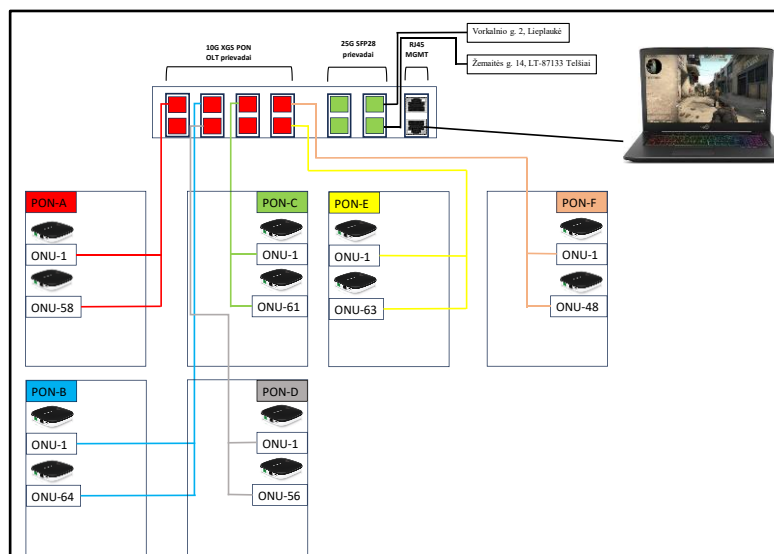 10G XGS PON
OLT prievadai
25G SFP28
prievadai
RJ45
MGMT
Vorkalnio g. 2, Lieplaukė
Žemaitės g. 14, LT-87133 Telšiai
PON-A
ONU-1
ONU-58
PON-C
ONU-1
ONU-61
PON-E
ONU-1
ONU-63
PON-F
ONU-1
ONU-48
PON-B
ONU-1
ONU-64
PON-D
ONU-1
ONU-56